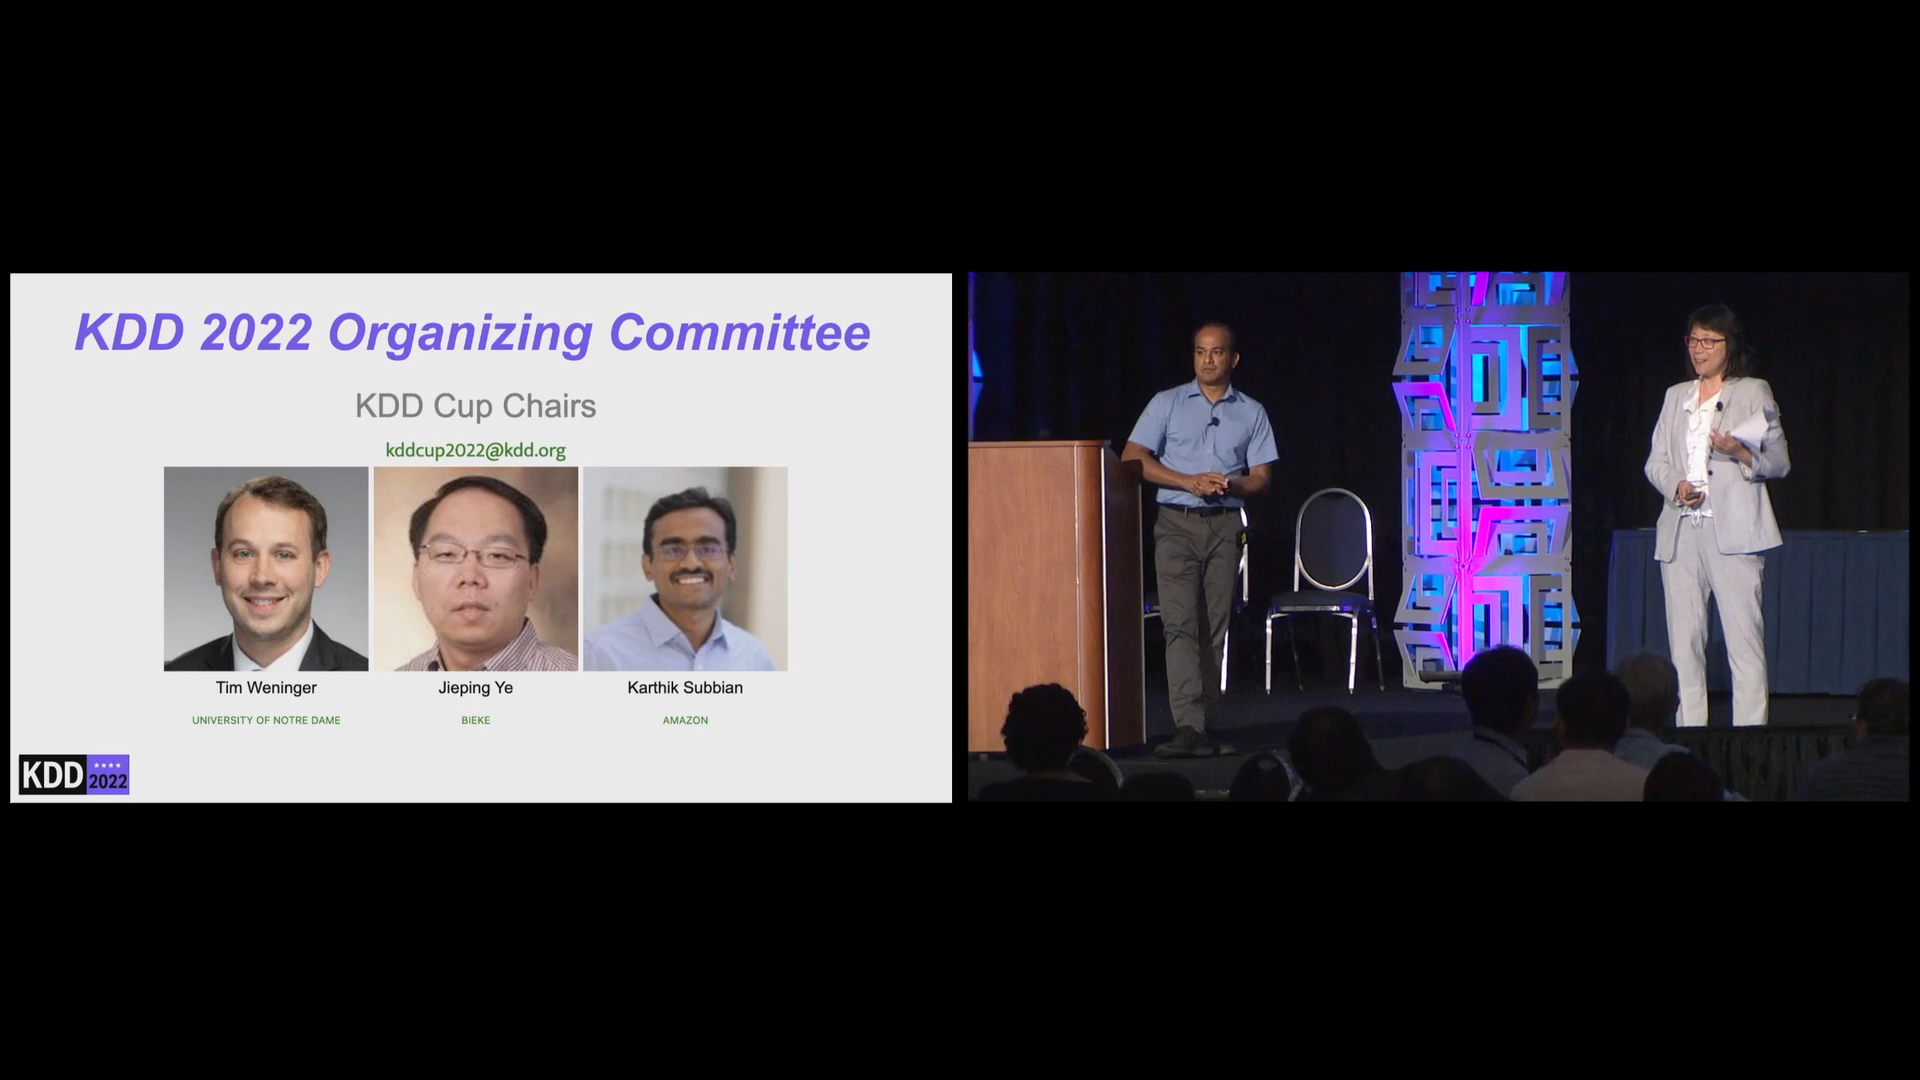 KDD 2022 Organizing Committee
KDD Cup Chairs
kddcup2022@kdd.org
Tim Weninger
Jieping Ye
Karthik Subbian
UNIVERSITY OF NOTRE DAME
BiEKE
AMAZON
KDD 2022